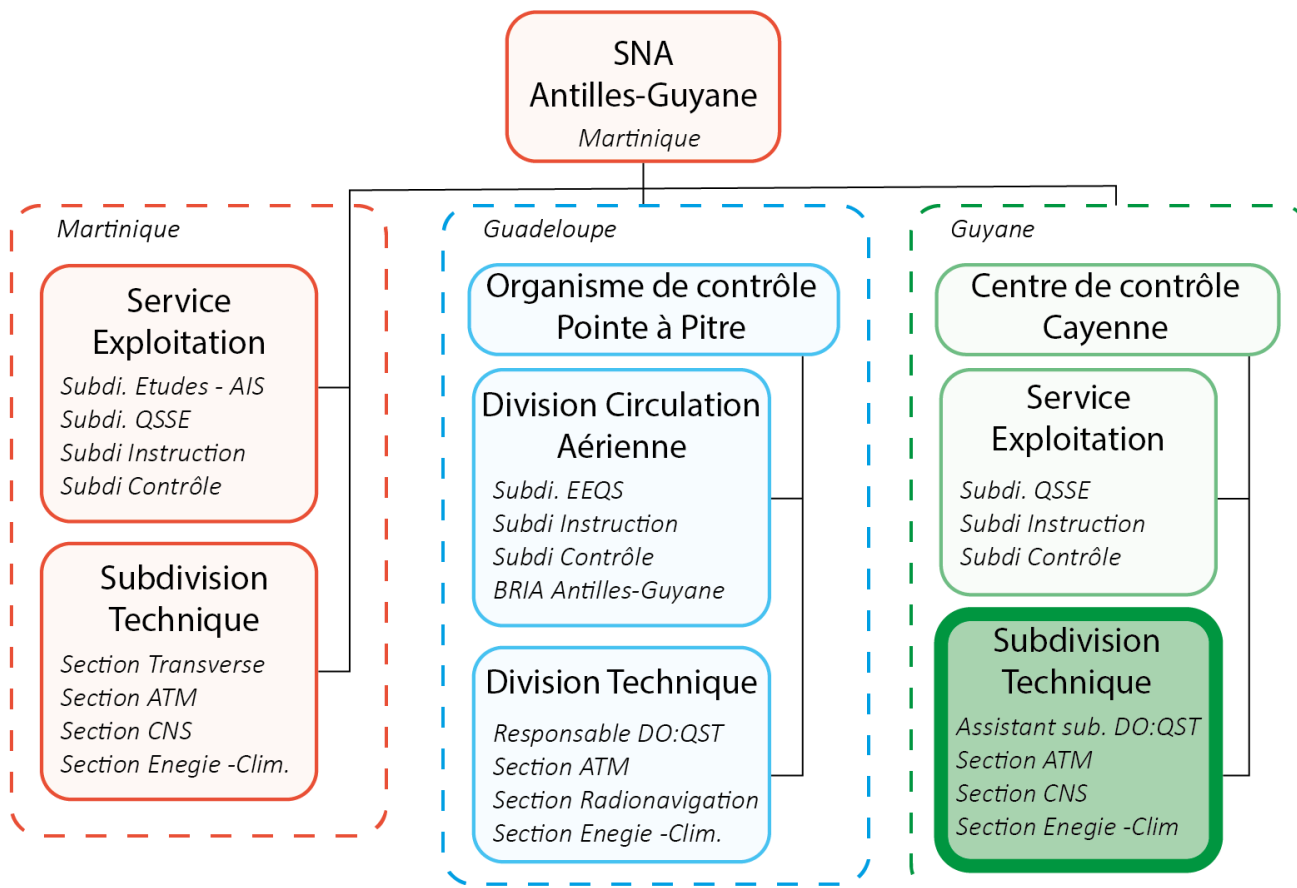 SNA
Antilles-Guyane
Martinique
Martinique
Service
Exploitation
Subdi. Etudes - AIS
Subdi. QSSE
Subdi Instruction
Subdi Contrôle
Subdivision
Technique
Section Transverse
Section ATM
Section CNS
Section Enegie -Clim.
Guadeloupe
Organisme de contrôle
Pointe à Pitre
Division Circulation
Aérienne
Subdi. EEQS
Subdi Instruction
Subdi Contrôle
BRIA Antilles-Guyane
Division Technique
Responsable DO:QST
Section ATM
Section Radionavigation
Section Enegie -Clim.
Guyane
Centre de contrôle
Cayenne
Service
Exploitation
Subdi. QSSE
Subdi Instruction
Subdi Contrôle
Subdivision
Technique
Assistant sub. DO:QST
Section ATM
Section CNS
Section Enegie -Clim